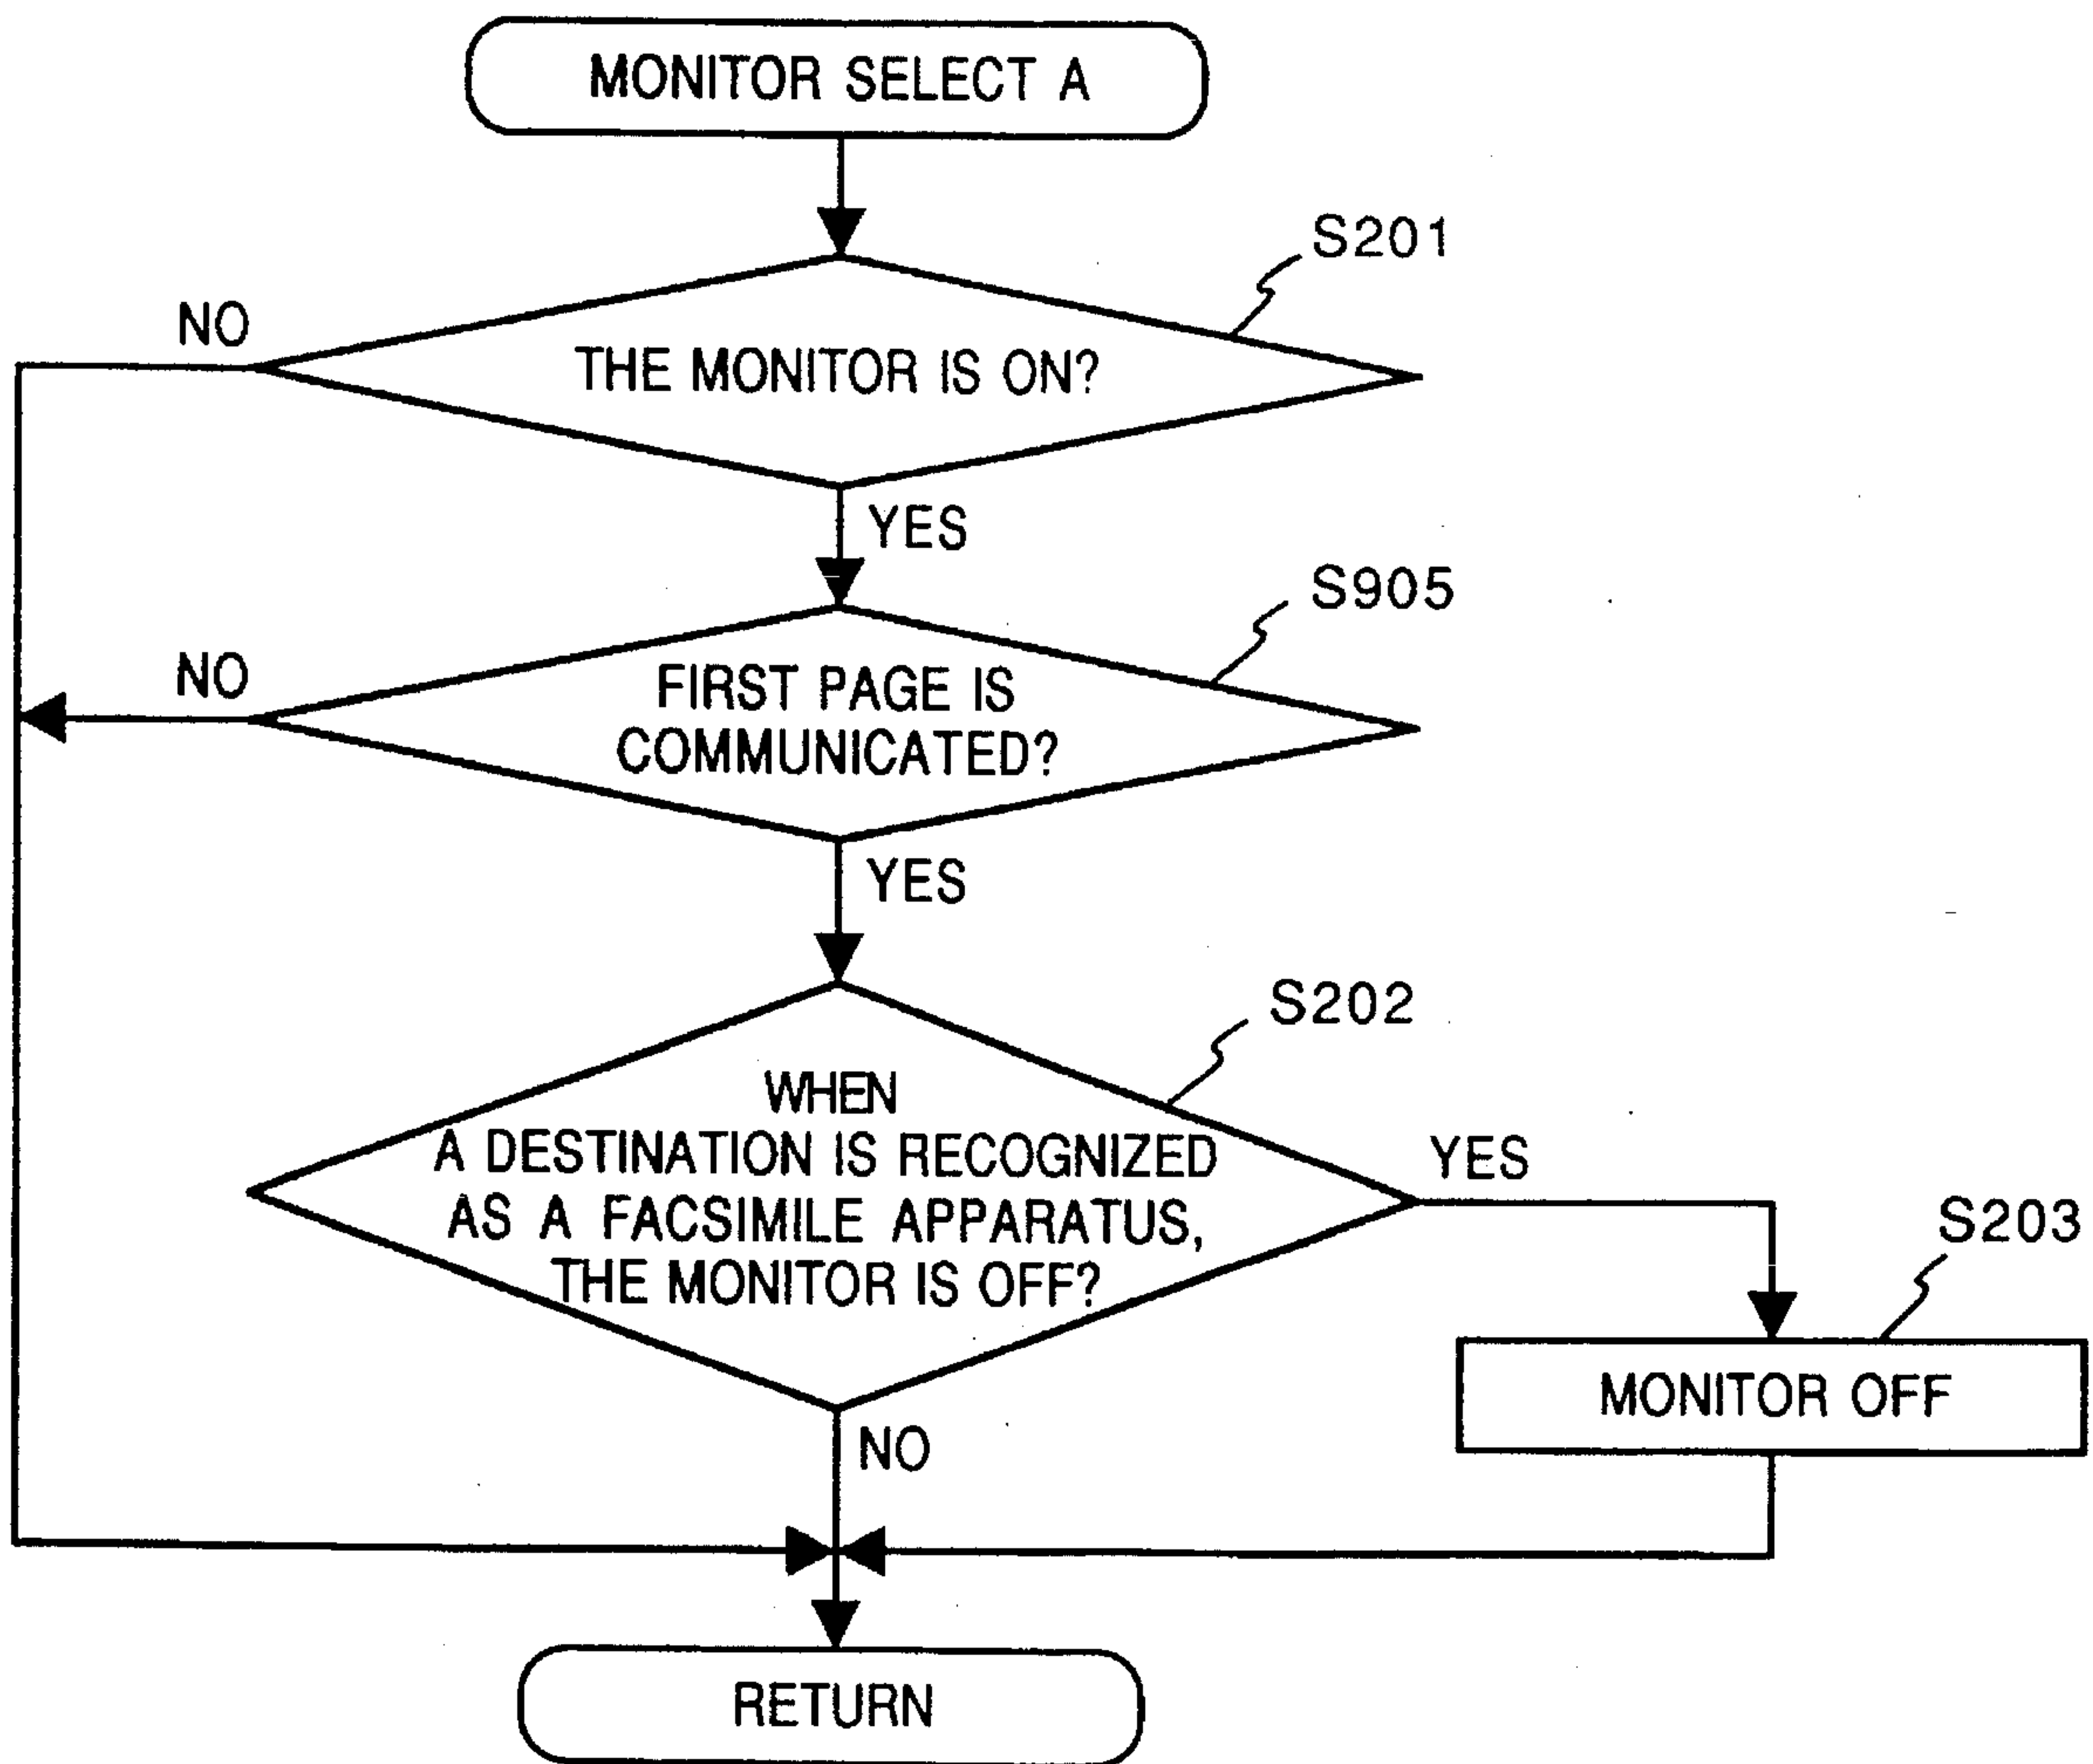 MONITOR SELECT A
S201
NO
THE MONITOR IS ON?
YES
S905
NO
FIRST PAGE IS
COMMUNICATED?
YES
S202
WHEN
A DESTINATION IS RECOGNIZED
AS A FACSIMILE APPARATUS,
THE MONITOR IS OFF?
YES
S203
MONITOR OFF
NO
RETURN